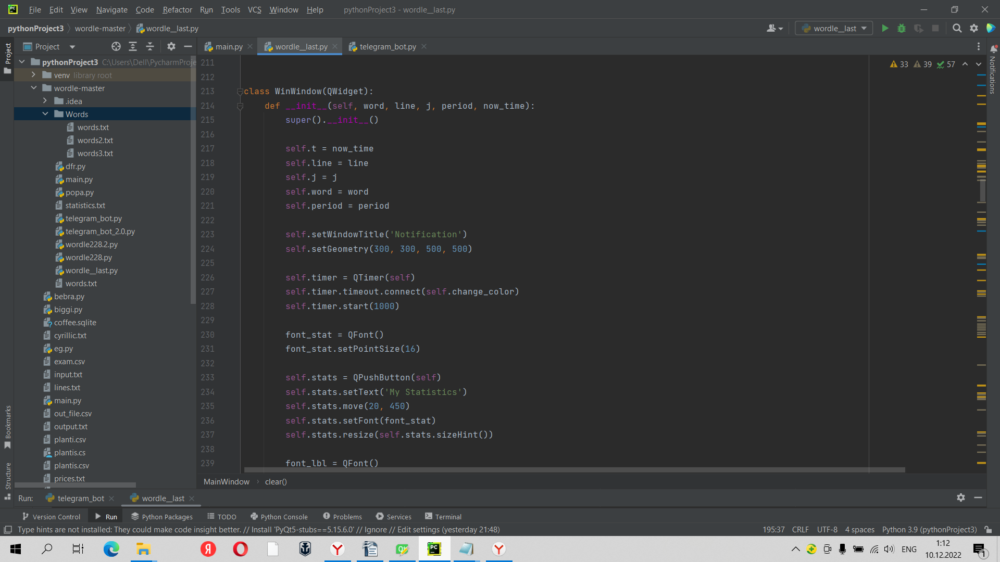 PC File Edit View Navigate Code Refactor Run Tools VCS Window Help pythonProject3 - wordle__last.py
pythonProject3 wordle-master wordle__last.py wordle__last
Project main.py wordle__last.py telegram_bot.py
Project
Bookmarks
Structure
Notifications
pythonProject3 C:\Users\Dell\PycharmProje
venv library root
wordle-master
.idea
Words
words.txt
words2.txt
words3.txt
dfr.py
main.py
popa.py
statistics.txt
telegram_bot.py
telegram_bot_2.0.py
wordle228.2.py
wordle228.py
wordle__last.py
words.txt
bebra.py
biggi.py
coffee.sqlite
cyrillic.txt
eg.py
exam.csv
input.txt
lines.txt
main.py
out_file.csv
output.txt
planti.csv
plantis.cs
plantis.csv
prices.txt
33 39 57
211
212
213 class WinWindow(QWidget):
214 def __init__(self, word, line, j, period, now_time):
215 super().__init__()
216
217 self.t = now_time
218 self.line = line
219 self.j = j
220 self.word = word
221 self.period = period
222
223 self.setWindowTitle('Notification')
224 self.setGeometry(300, 300, 500, 500)
225
226 self.timer = QTimer(self)
227 self.timer.timeout.connect(self.change_color)
228 self.timer.start(1000)
229
230 font_stat = QFont()
231 font_stat.setPointSize(16)
232
233 self.stats = QPushButton(self)
234 self.stats.setText('My Statistics')
235 self.stats.move(20, 450)
236 self.stats.setFont(font_stat)
237 self.stats.resize(self.stats.sizeHint())
238
239 font_lbl = QFont()
MainWindow clear()
Run: telegram_bot wordle__last
Version Control Run Python Packages TODO Python Console Problems Services Terminal
Type hints are not installed: They could make code insight better. // Install 'PyQt5-stubs==5.15.6.0' // Ignore // Edit settings (yesterday 21:48) 195:37 CRLF UTF-8 4 spaces Python 3.9 (pythonProject3)
Я Y Qt PC Y ENG 1:12
10.12.2022 1